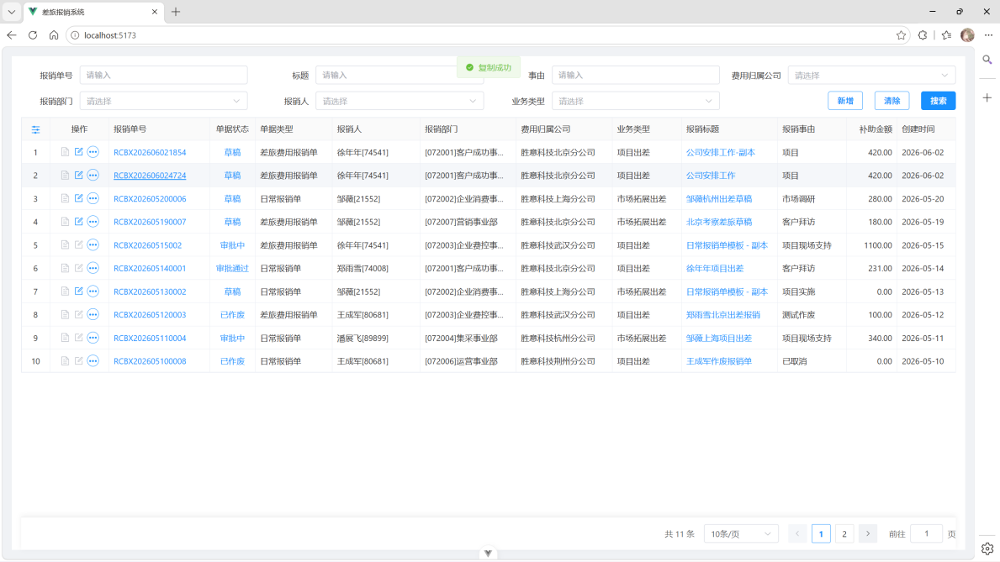 差旅报销系统
localhost:5173
复制成功
报销单号 请输入 标题 请输入 事由 请输入 费用归属公司 请选择
报销部门 请选择 报销人 请选择 业务类型 请选择 新增 清除 搜索
操作 报销单号 单据状态 单据类型 报销人 报销部门 费用归属公司 业务类型 报销标题 报销事由 补助金额 创建时间
1 RCBX202606021854 草稿 差旅费用报销单 徐年年[74541] [072001]客户成功事... 胜意科技北京分公司 项目出差 公司安排工作-副本 项目 420.00 2026-06-02
2 RCBX202606024724 草稿 差旅费用报销单 徐年年[74541] [072001]客户成功事... 胜意科技北京分公司 项目出差 公司安排工作 项目 420.00 2026-06-02
3 RCBX202605200006 草稿 日常报销单 邹薇[21552] [072002]企业消费事... 胜意科技上海分公司 市场拓展出差 邹薇杭州出差草稿 市场调研 280.00 2026-05-20
4 RCBX202605190007 草稿 差旅费用报销单 邹薇[21552] [072007]营销事业部 胜意科技北京分公司 市场拓展出差 北京考察差旅草稿 客户拜访 180.00 2026-05-19
5 RCBX20260515002 审批中 差旅费用报销单 徐年年[74541] [072003]企业费控事... 胜意科技武汉分公司 项目出差 日常报销单模板 - 副本 项目现场支持 1100.00 2026-05-15
6 RCBX202605140001 审批通过 日常报销单 郑雨雪[74008] [072001]客户成功事... 胜意科技北京分公司 项目出差 徐年年项目出差 客户拜访 231.00 2026-05-14
7 RCBX202605130002 草稿 日常报销单 邹薇[21552] [072002]企业消费事... 胜意科技上海分公司 市场拓展出差 日常报销单模板 - 副本 项目实施 0.00 2026-05-13
8 RCBX202605120003 已作废 差旅费用报销单 王成军[80681] [072003]企业费控事... 胜意科技武汉分公司 项目出差 郑雨雪北京出差报销 测试作废 100.00 2026-05-12
9 RCBX202605110004 审批中 日常报销单 潘展飞[89899] [072004]集采事业部 胜意科技杭州分公司 市场拓展出差 邹薇上海项目出差 项目现场支持 340.00 2026-05-11
10 RCBX202605100008 已作废 日常报销单 王成军[80681] [072006]运营事业部 胜意科技荆州分公司 项目出差 王成军作废报销单 已取消 0.00 2026-05-10
共 11 条 10条/页 1 2 前往 1 页